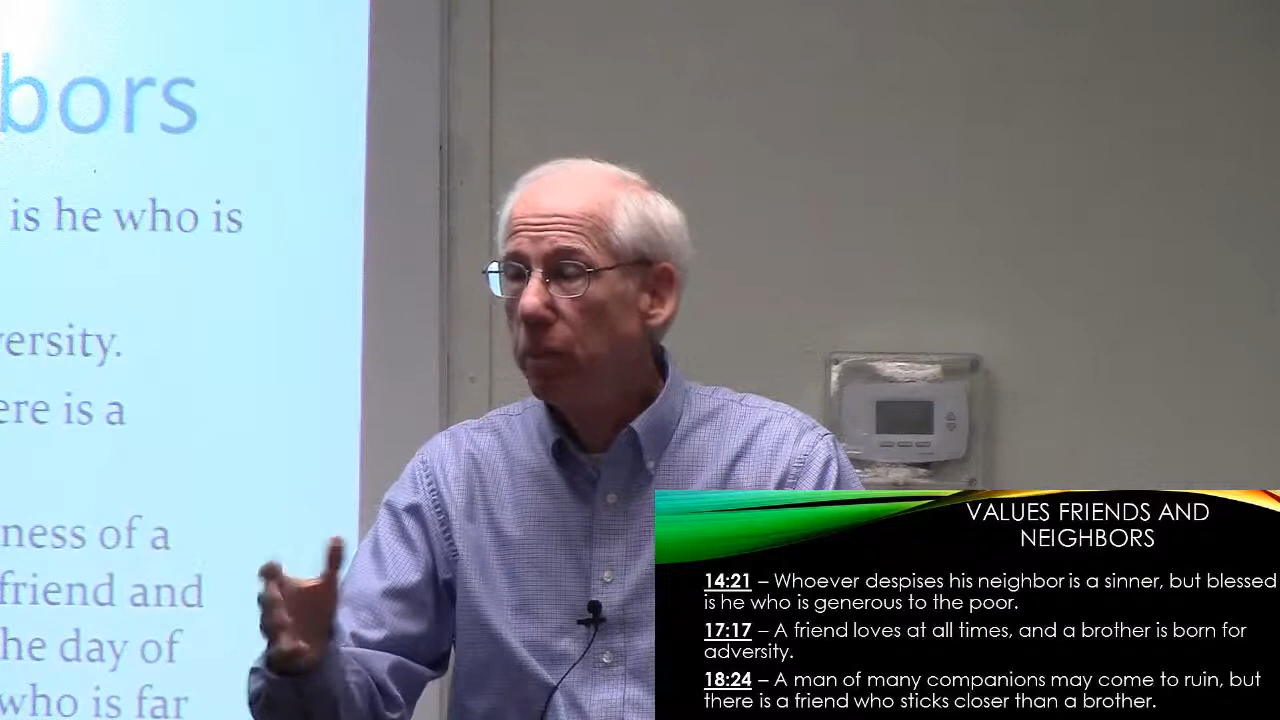 bors
is he who is
ersity.
ere is a
ness of a
friend and
he day of
who is far
VALUES FRIENDS AND
NEIGHBORS
14:21 – Whoever despises his neighbor is a sinner, but blessed
is he who is generous to the poor.
17:17 – A friend loves at all times, and a brother is born for
adversity.
18:24 – A man of many companions may come to ruin, but
there is a friend who sticks closer than a brother.